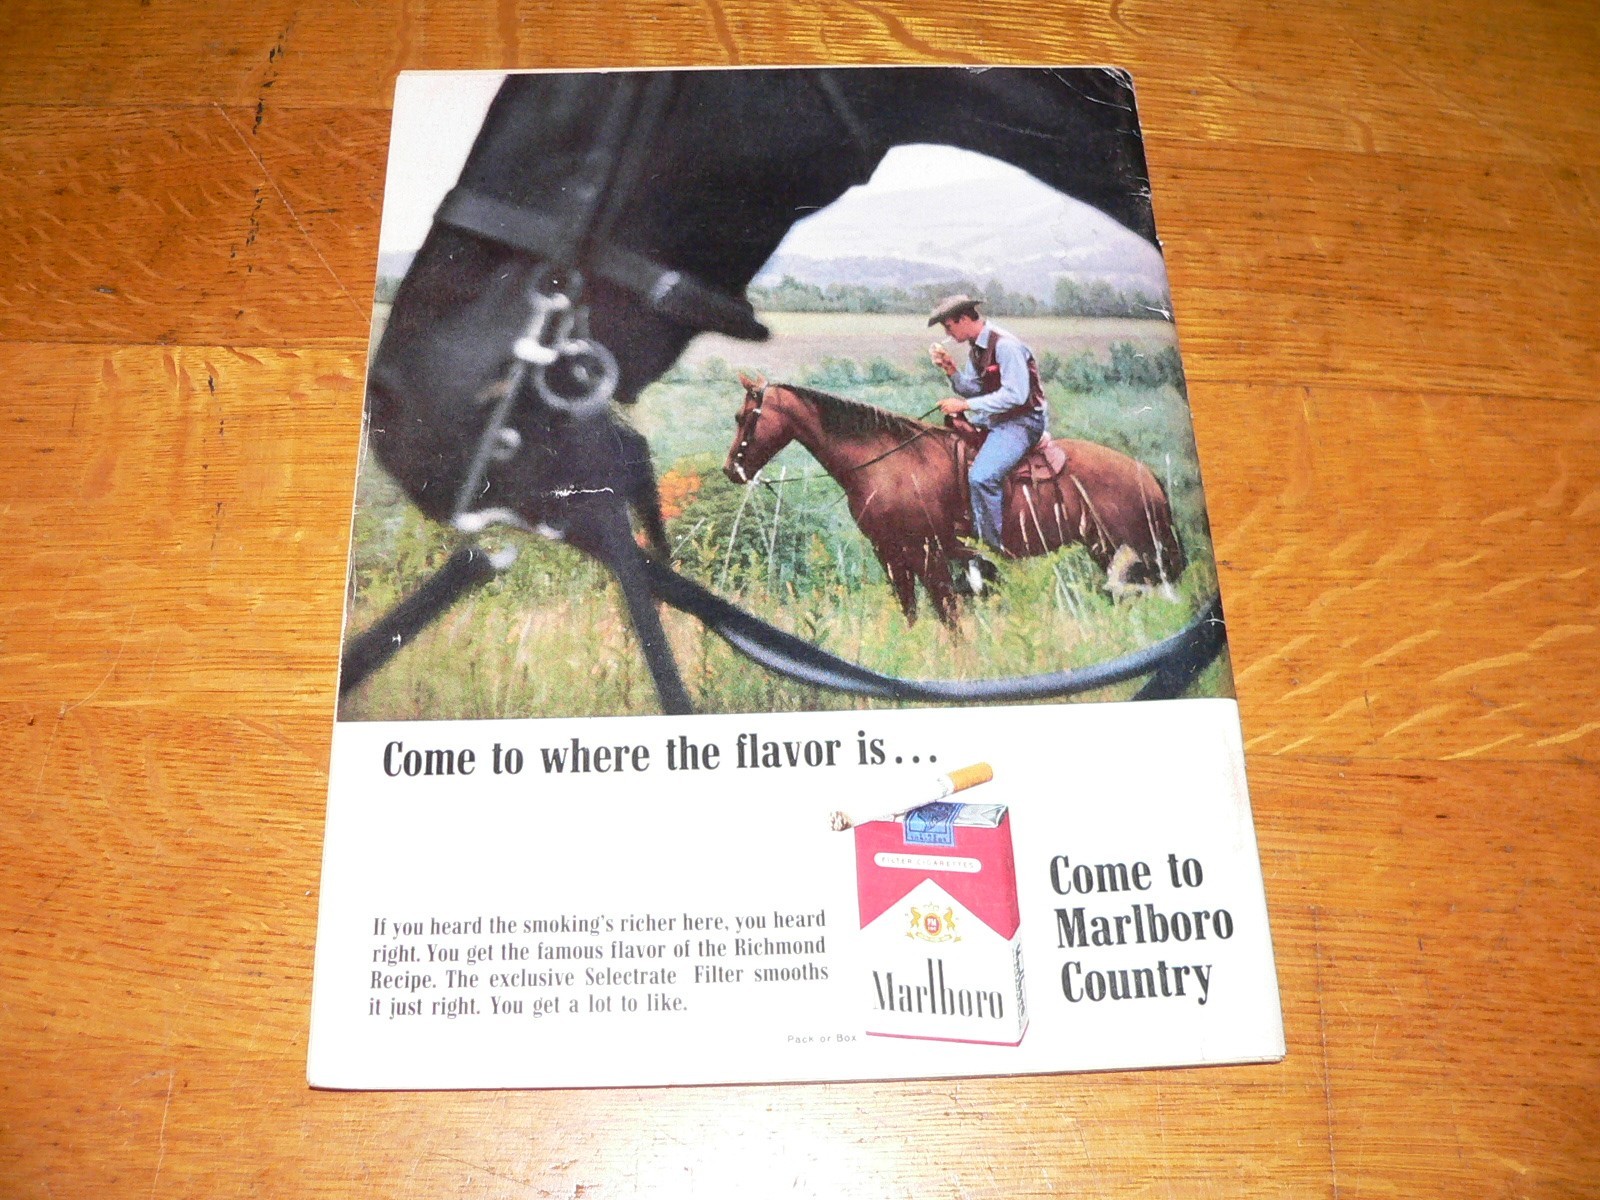 Come to where the flavor is...
FILTER CIGARETTES
PM
Marlboro
Marlboro
Come to
Marlboro
Country
If you heard the smoking's richer here, you heard
right. You get the famous flavor of the Richmond
Recipe. The exclusive Selectrate Filter smooths
it just right. You get a lot to like.
Pack or Box